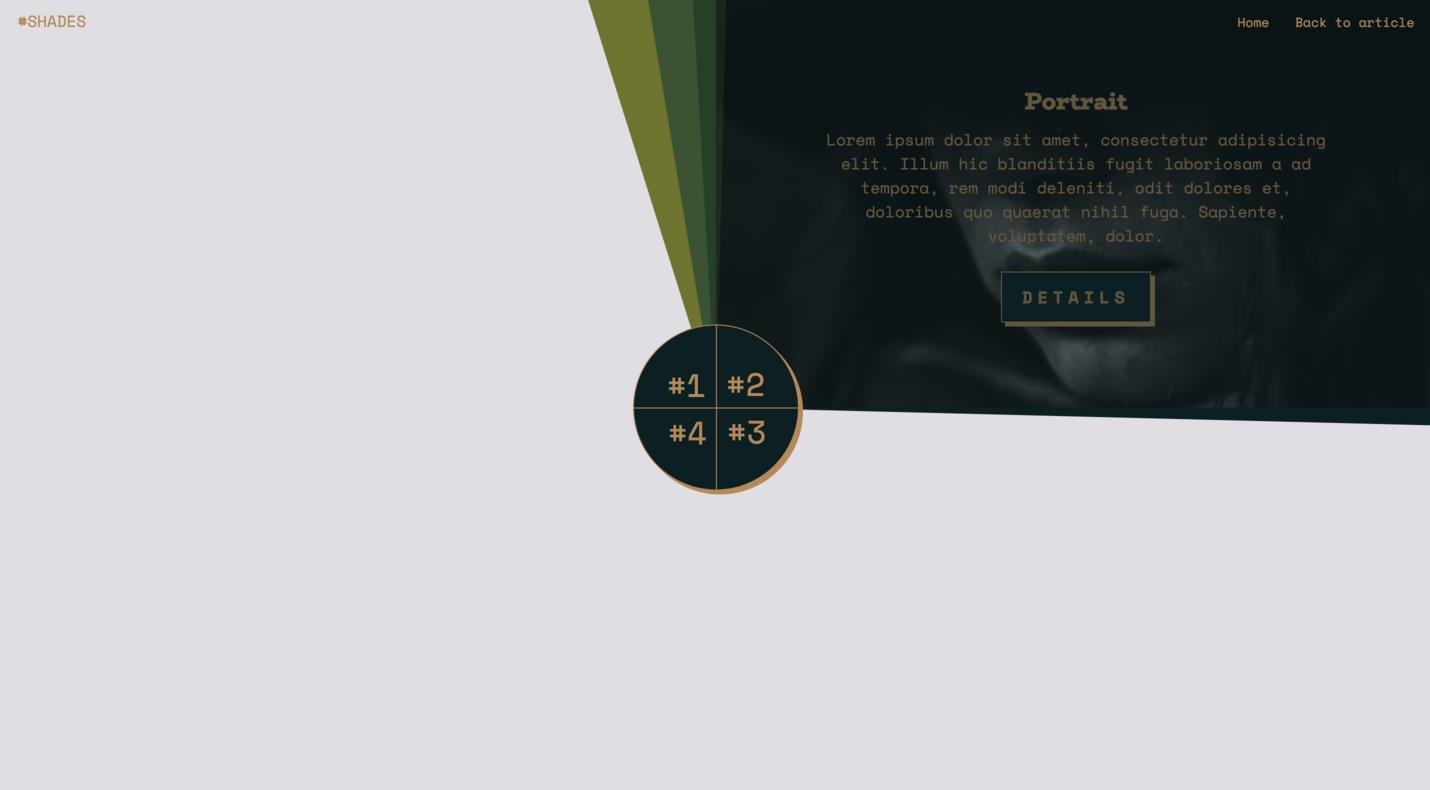 #SHADES
Home
Back to article
Portrait
Lorem ipsum dolor sit amet, consectetur adipisicing
elit. Illum hic blanditiis fugit laboriosam a ad
tempora, rem modi deleniti, odit dolores et,
doloribus quo quaerat nihil fuga. Sapiente,
voluptatem, dolor.
DETAILS
#1 #2
#4 #3